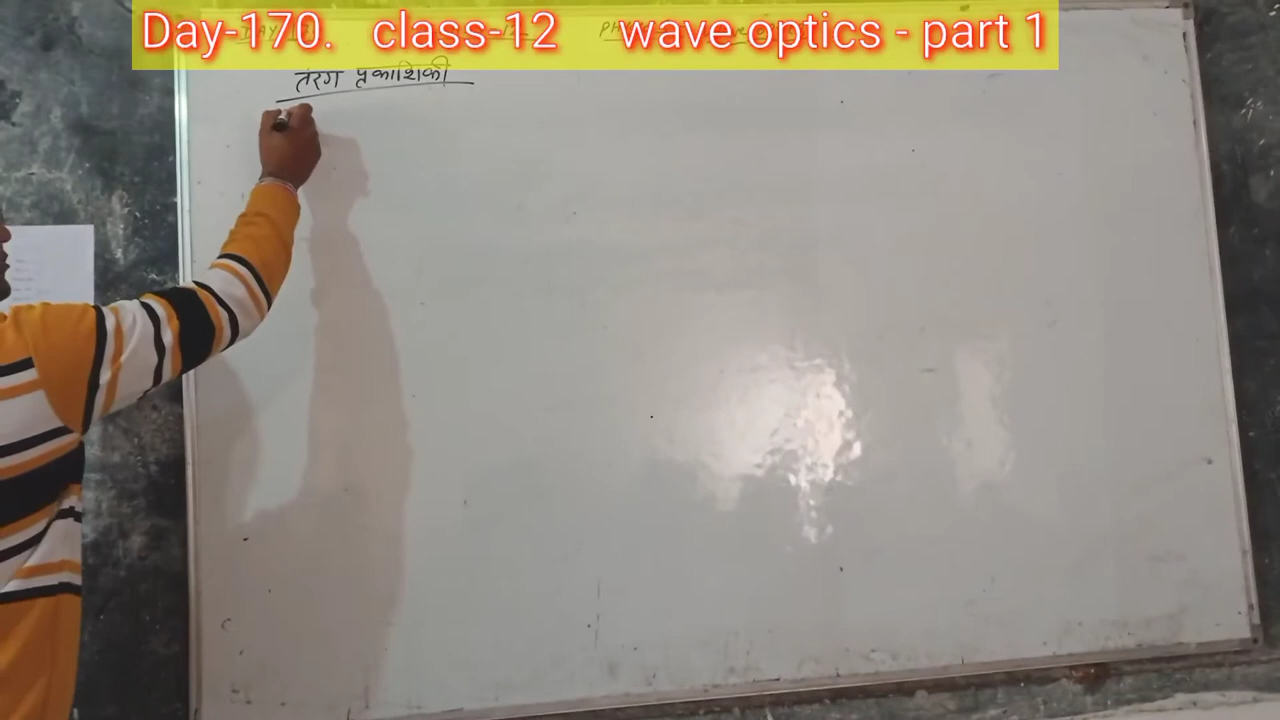 Day-170. class-12 wave optics - part 1
तरंग प्रकाशिकी